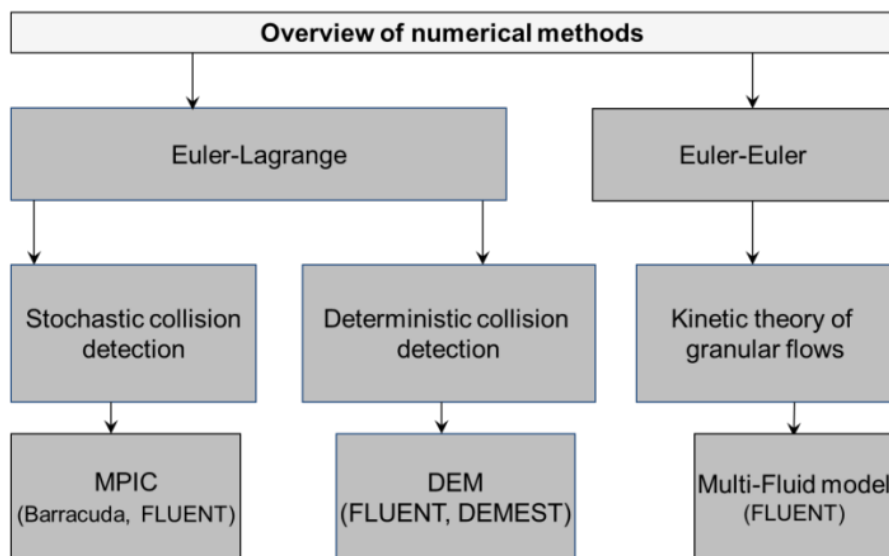 Overview of numerical methods
Euler-Lagrange
Euler-Euler
Stochastic collision
detection
Deterministic collision
detection
Kinetic theory of
granular flows
MPIC
(Barracuda, FLUENT)
DEM
(FLUENT, DEMEST)
Multi-Fluid model
(FLUENT)